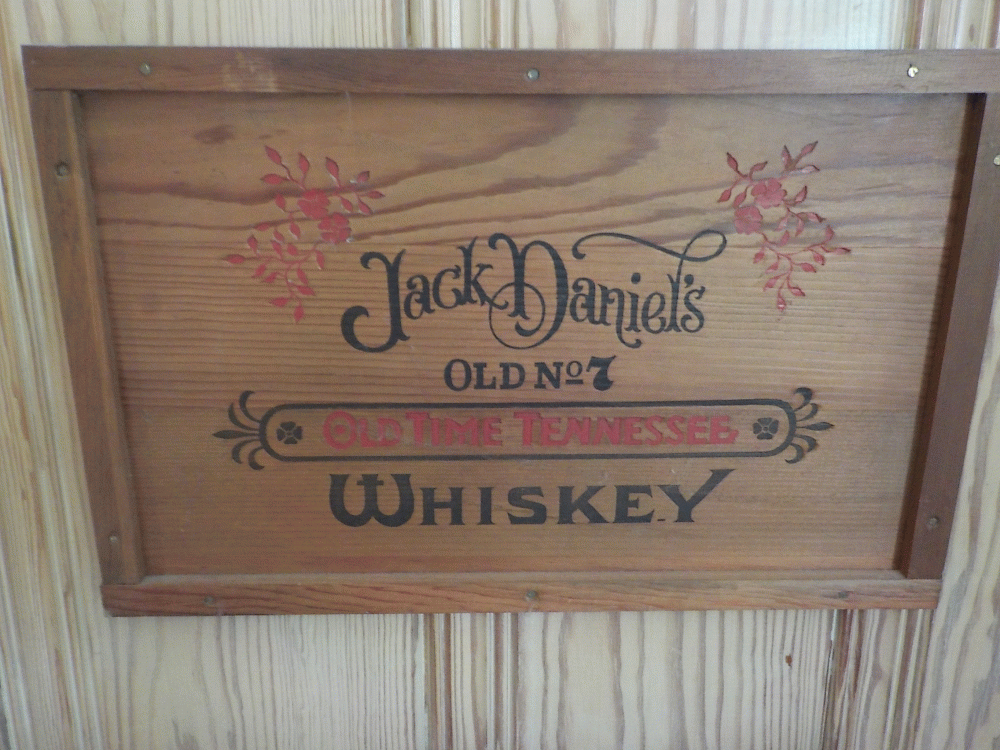 Jack Daniel's
OLD No 7
OLD TIME TENNESSEE
WHISKEY